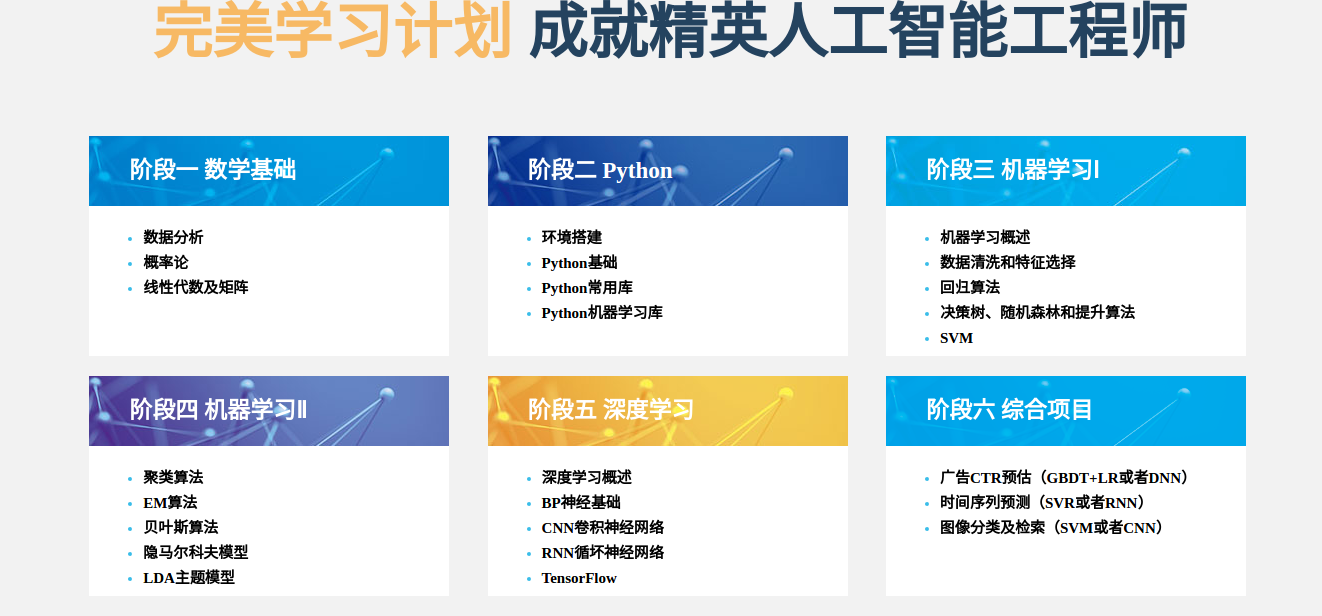 完美学习计划 成就精英人工智能工程师
阶段一 数学基础
数据分析
概率论
线性代数及矩阵
阶段二 Python
环境搭建
Python基础
Python常用库
Python机器学习库
阶段三 机器学习Ⅰ
机器学习概述
数据清洗和特征选择
回归算法
决策树、随机森林和提升算法
SVM
阶段四 机器学习Ⅱ
聚类算法
EM算法
贝叶斯算法
隐马尔科夫模型
LDA主题模型
阶段五 深度学习
深度学习概述
BP神经基础
CNN卷积神经网络
RNN循环神经网络
TensorFlow
阶段六 综合项目
广告CTR预估（GBDT+LR或者DNN）
时间序列预测（SVR或者RNN）
图像分类及检索（SVM或者CNN）